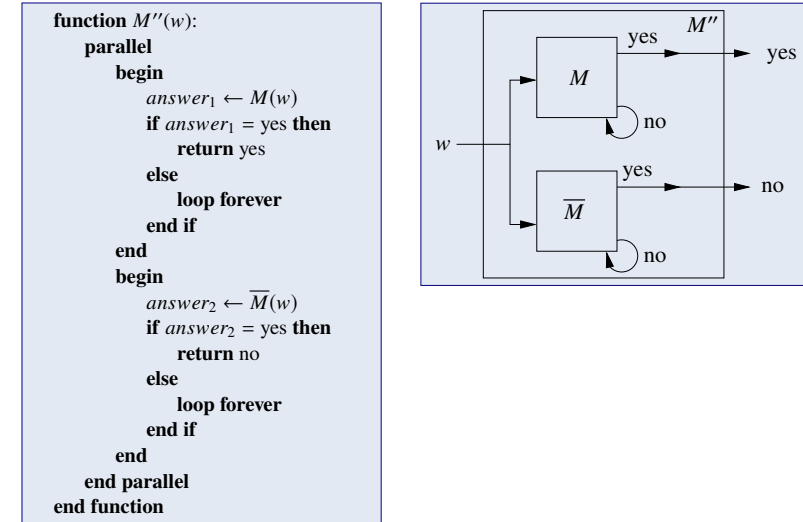 function M′′(w):
parallel
begin
answer₁ ← M(w)
if answer₁ = yes then
return yes
else
loop forever
end if
end
begin
answer₂ ← M̅(w)
if answer₂ = yes then
return no
else
loop forever
end if
end
end parallel
end function
M′′
yes
yes
M
no
w
yes
no
M̅
no